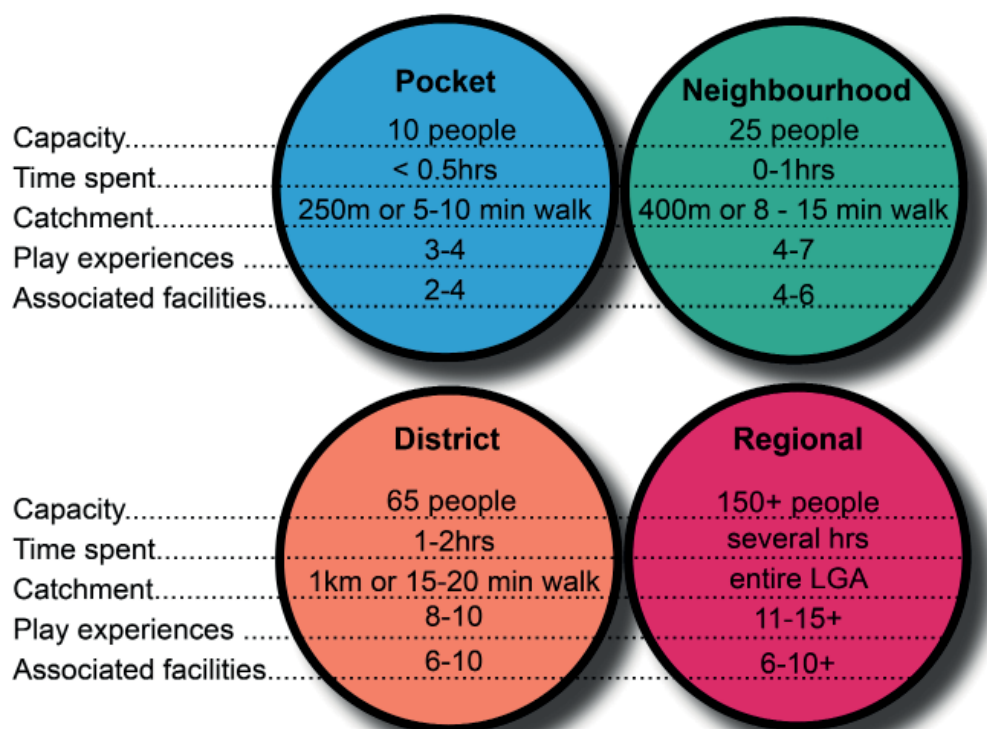 Pocket Neighbourhood
Capacity 10 people 25 people
Time spent < 0.5hrs 0-1hrs
Catchment 250m or 5-10 min walk 400m or 8 - 15 min walk
Play experiences 3-4 4-7
Associated facilities 2-4 4-6
District Regional
Capacity 65 people 150+ people
Time spent 1-2hrs several hrs
Catchment 1km or 15-20 min walk entire LGA
Play experiences 8-10 11-15+
Associated facilities 6-10 6-10+